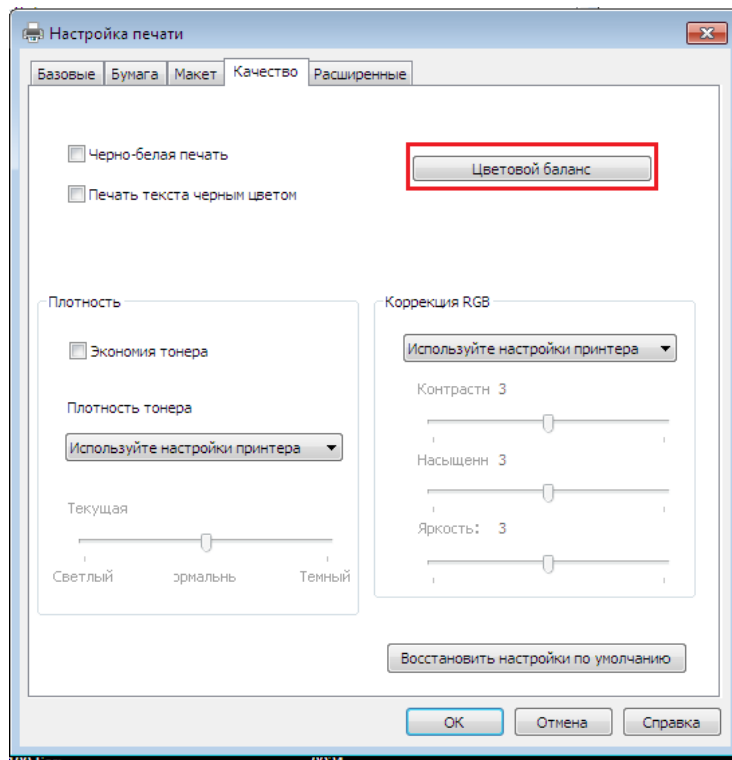 Настройка печати
Базовые Бумага Макет Качество Расширенные
Черно-белая печать
Цветовой баланс
Печать текста черным цветом
Плотность
Экономия тонера
Плотность тонера
Используйте настройки принтера
Текущая
Светлый ормальнь Темный
Коррекция RGB
Используйте настройки принтера
Контрастн 3
Насыщенн 3
Яркость: 3
Восстановить настройки по умолчанию
OK Отмена Справка